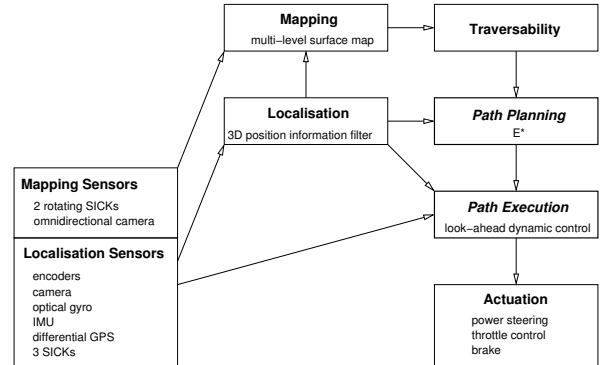 Mapping
multi−level surface map
Traversability
Localisation
3D position information filter
Path Planning
E*
Mapping Sensors
2 rotating SICKs
omnidirectional camera
Path Execution
look−ahead dynamic control
Localisation Sensors
encoders
camera
optical gyro
IMU
differential GPS
3 SICKs
Actuation
power steering
throttle control
brake